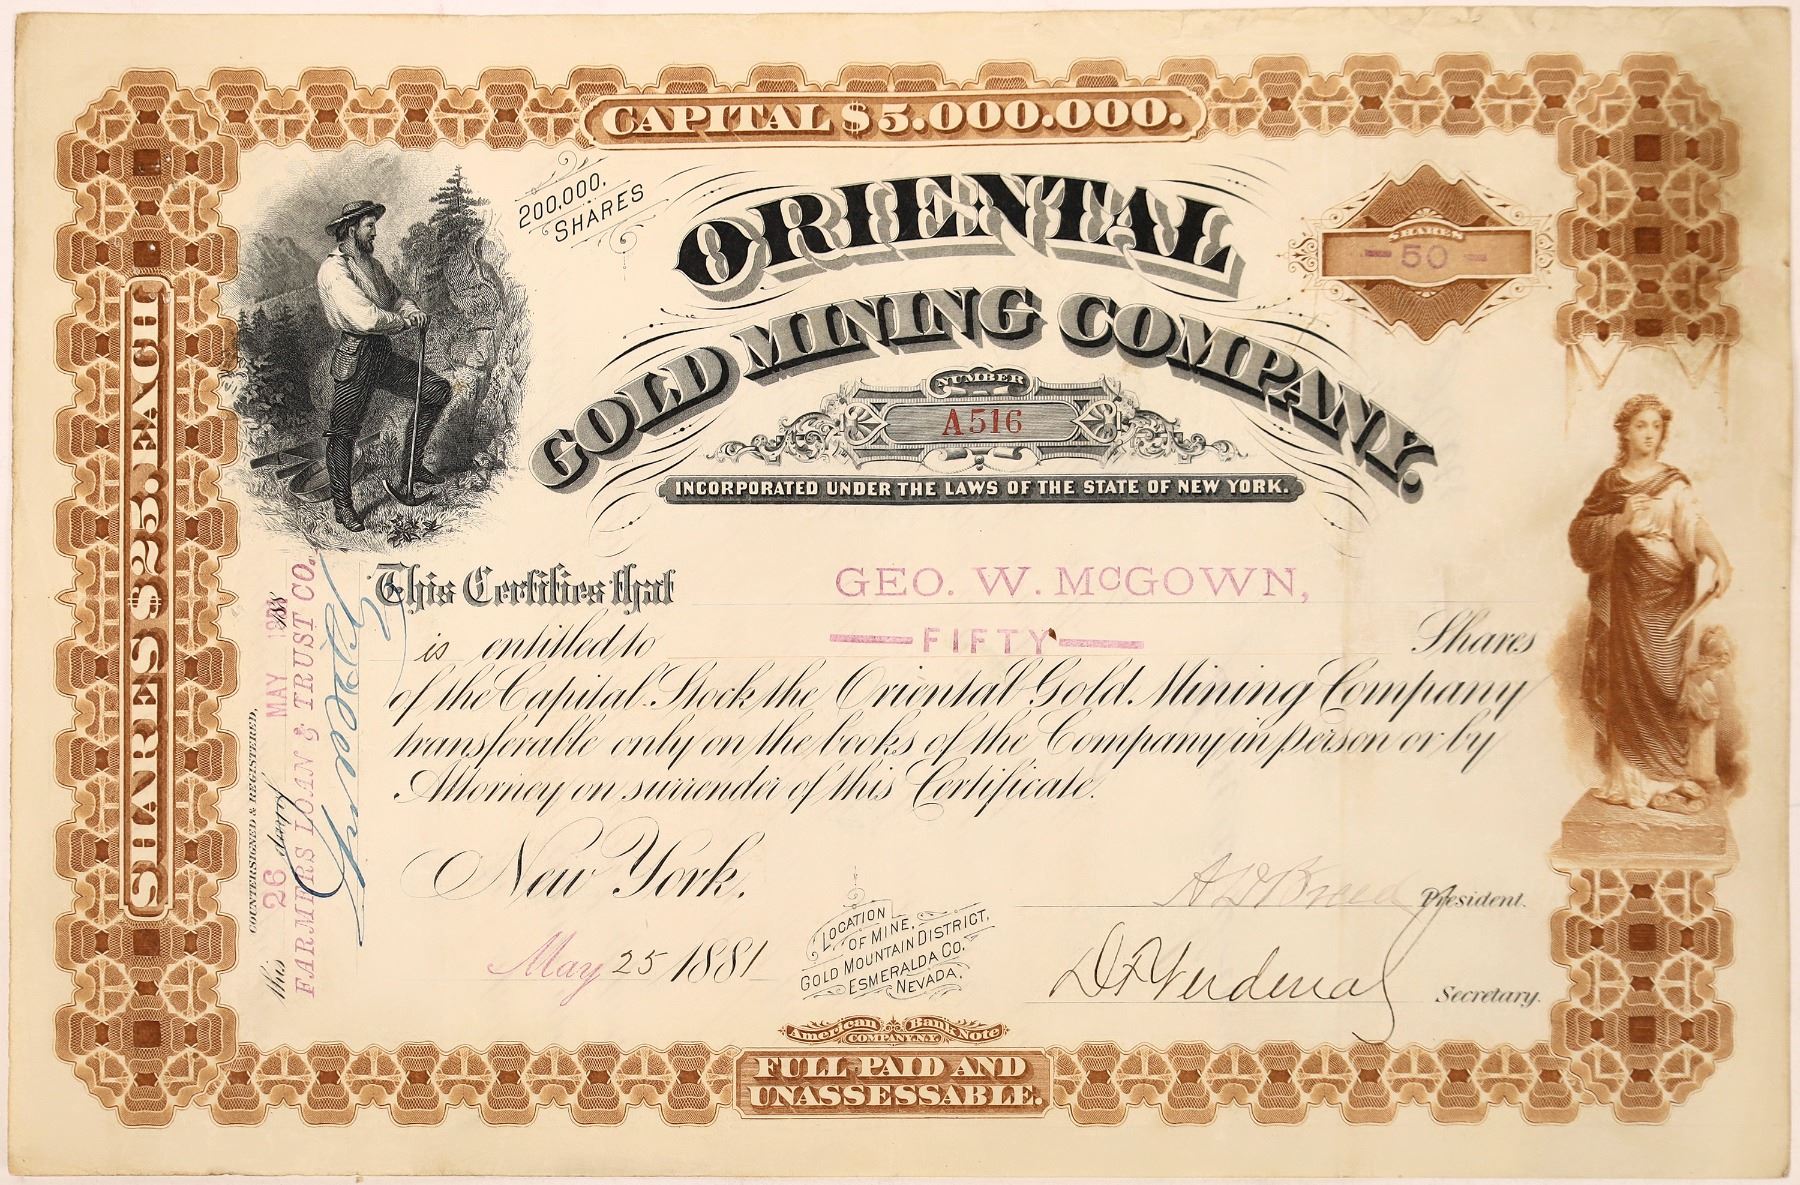 CAPITAL $5.000.000.
200,000. SHARES
ORIENTAL
GOLD MINING COMPANY.
SHARES
-50-
NUMBER
A516
INCORPORATED UNDER THE LAWS OF THE STATE OF NEW YORK.
SHARES $25. EACH
This Certifies that GEO. W. McGOWN,
is entitled to FIFTY Shares
of the Capital Stock the Oriental Gold Mining Company
transferable only on the books of the Company in person or by
Attorney on surrender of this Certificate.
COUNTERSIGNED & REGISTERED,
this 26 day of MAY
FARMERS LOAN & TRUST CO.
New York.
May 25 1881
LOCATION
OF MINE,
GOLD MOUNTAIN DISTRICT,
ESMERALDA CO.
NEVADA.
A D Breed President.
Secretary.
American Bank Note
COMPANY N.Y.
FULL PAID AND
UNASSESSABLE.